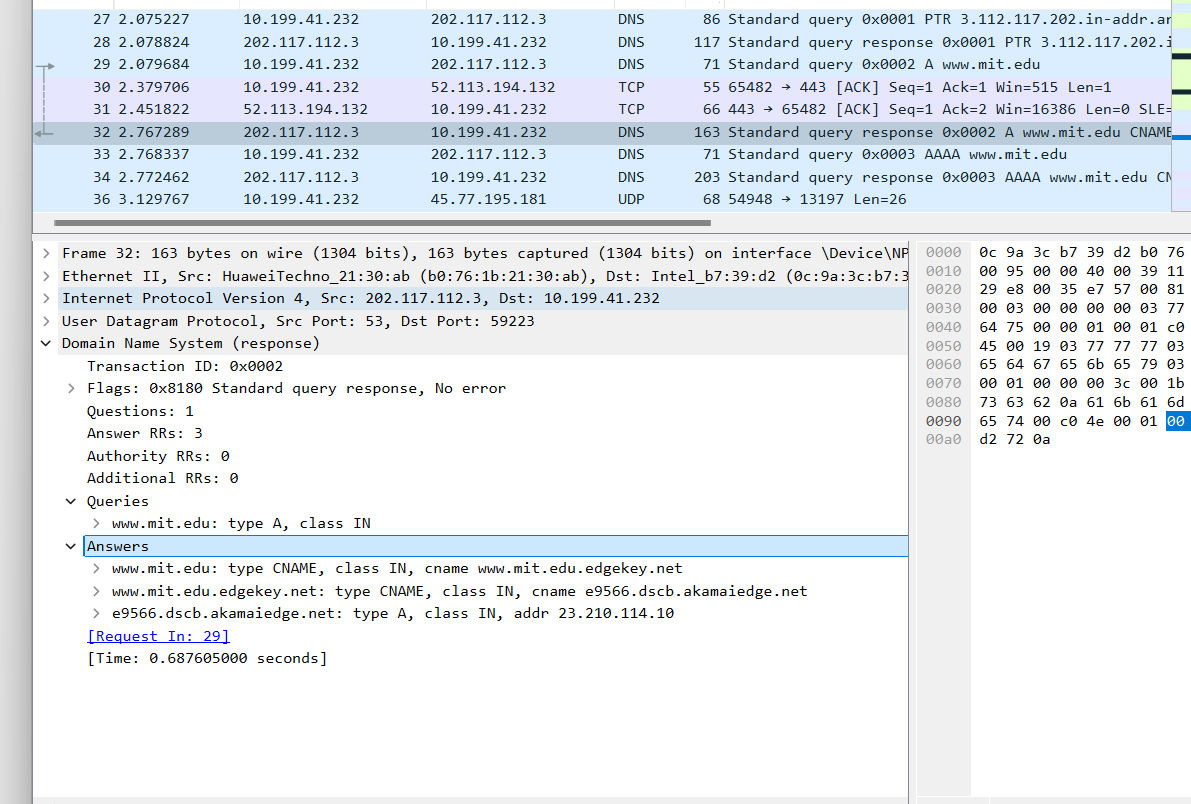 27 2.075227 10.199.41.232 202.117.112.3 DNS 86 Standard query 0x0001 PTR 3.112.117.202.in-addr.ar
28 2.078824 202.117.112.3 10.199.41.232 DNS 117 Standard query response 0x0001 PTR 3.112.117.202.i
29 2.079684 10.199.41.232 202.117.112.3 DNS 71 Standard query 0x0002 A www.mit.edu
30 2.379706 10.199.41.232 52.113.194.132 TCP 55 65482 → 443 [ACK] Seq=1 Ack=1 Win=515 Len=1
31 2.451822 52.113.194.132 10.199.41.232 TCP 66 443 → 65482 [ACK] Seq=1 Ack=2 Win=16386 Len=0 SLE=
32 2.767289 202.117.112.3 10.199.41.232 DNS 163 Standard query response 0x0002 A www.mit.edu CNAME
33 2.768337 10.199.41.232 202.117.112.3 DNS 71 Standard query 0x0003 AAAA www.mit.edu
34 2.772462 202.117.112.3 10.199.41.232 DNS 203 Standard query response 0x0003 AAAA www.mit.edu CN
36 3.129767 10.199.41.232 45.77.195.181 UDP 68 54948 → 13197 Len=26
Frame 32: 163 bytes on wire (1304 bits), 163 bytes captured (1304 bits) on interface \Device\NP
Ethernet II, Src: HuaweiTechno_21:30:ab (b0:76:1b:21:30:ab), Dst: Intel_b7:39:d2 (0c:9a:3c:b7:3
Internet Protocol Version 4, Src: 202.117.112.3, Dst: 10.199.41.232
User Datagram Protocol, Src Port: 53, Dst Port: 59223
Domain Name System (response)
Transaction ID: 0x0002
Flags: 0x8180 Standard query response, No error
Questions: 1
Answer RRs: 3
Authority RRs: 0
Additional RRs: 0
Queries
www.mit.edu: type A, class IN
Answers
www.mit.edu: type CNAME, class IN, cname www.mit.edu.edgekey.net
www.mit.edu.edgekey.net: type CNAME, class IN, cname e9566.dscb.akamaiedge.net
e9566.dscb.akamaiedge.net: type A, class IN, addr 23.210.114.10
[Request In: 29]
[Time: 0.687605000 seconds]
0000 0c 9a 3c b7 39 d2 b0 76
0010 00 95 00 00 40 00 39 11
0020 29 e8 00 35 e7 57 00 81
0030 00 03 00 00 00 00 03 77
0040 64 75 00 00 01 00 01 c0
0050 45 00 19 03 77 77 77 03
0060 65 64 67 65 6b 65 79 03
0070 00 01 00 00 00 3c 00 1b
0080 73 63 62 0a 61 6b 61 6d
0090 65 74 00 c0 4e 00 01 00
00a0 d2 72 0a